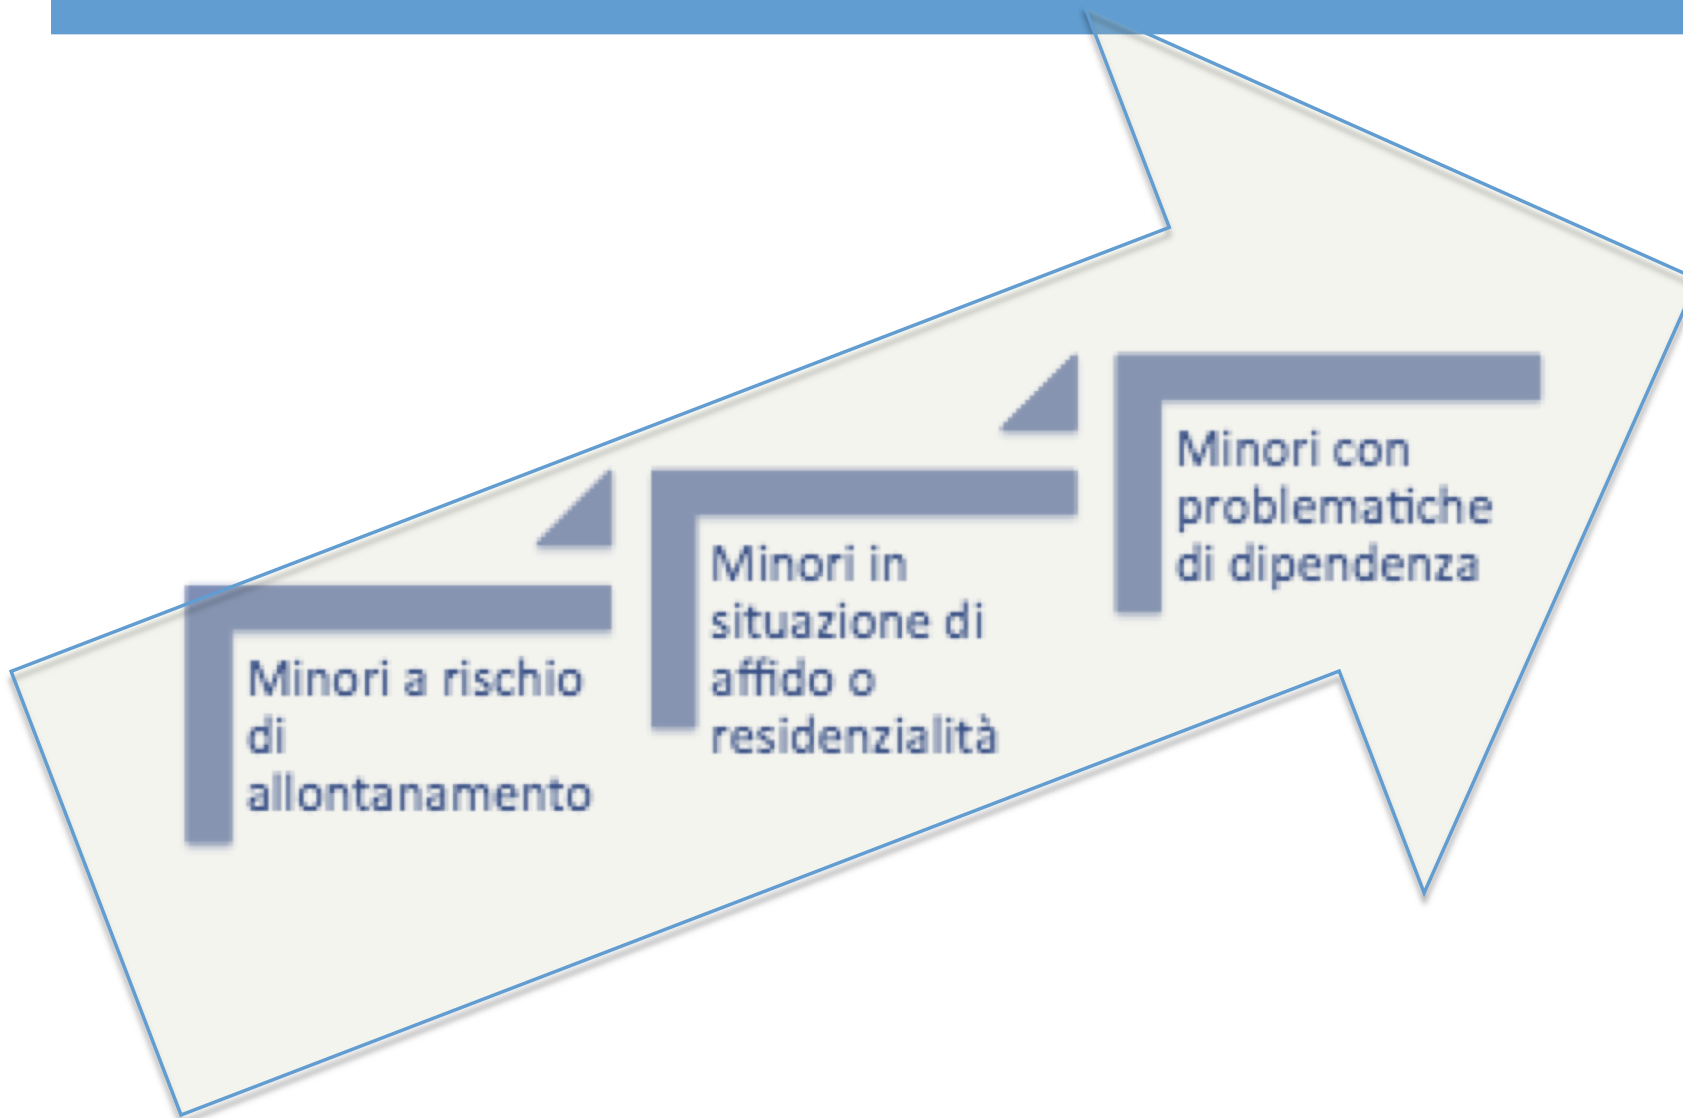 Minori a rischio
di
allontanamento
Minori in
situazione di
affido o
residenzialità
Minori con
problematiche
di dipendenza